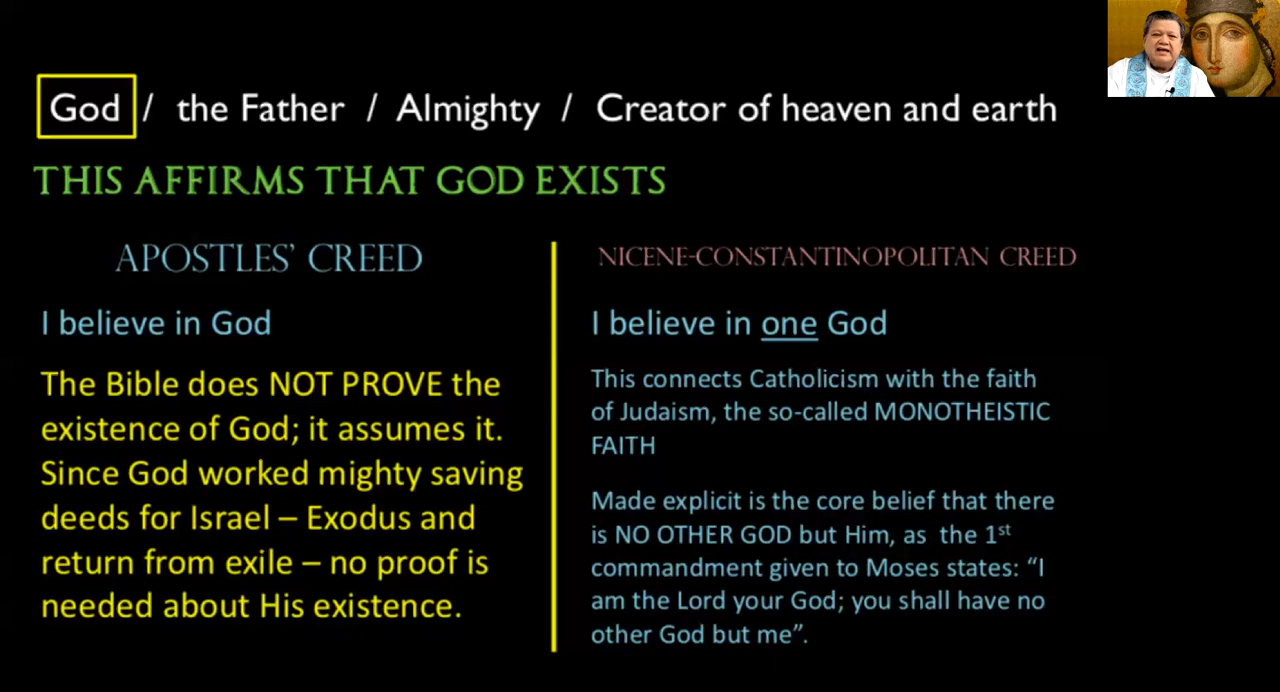 God / the Father / Almighty / Creator of heaven and earth
THIS AFFIRMS THAT GOD EXISTS
APOSTLES’ CREED
I believe in God
The Bible does NOT PROVE the
existence of God; it assumes it.
Since God worked mighty saving
deeds for Israel – Exodus and
return from exile – no proof is
needed about His existence.
NICENE-CONSTANTINOPOLITAN CREED
I believe in one God
This connects Catholicism with the faith
of Judaism, the so-called MONOTHEISTIC
FAITH
Made explicit is the core belief that there
is NO OTHER GOD but Him, as the 1st
commandment given to Moses states: “I
am the Lord your God; you shall have no
other God but me”.